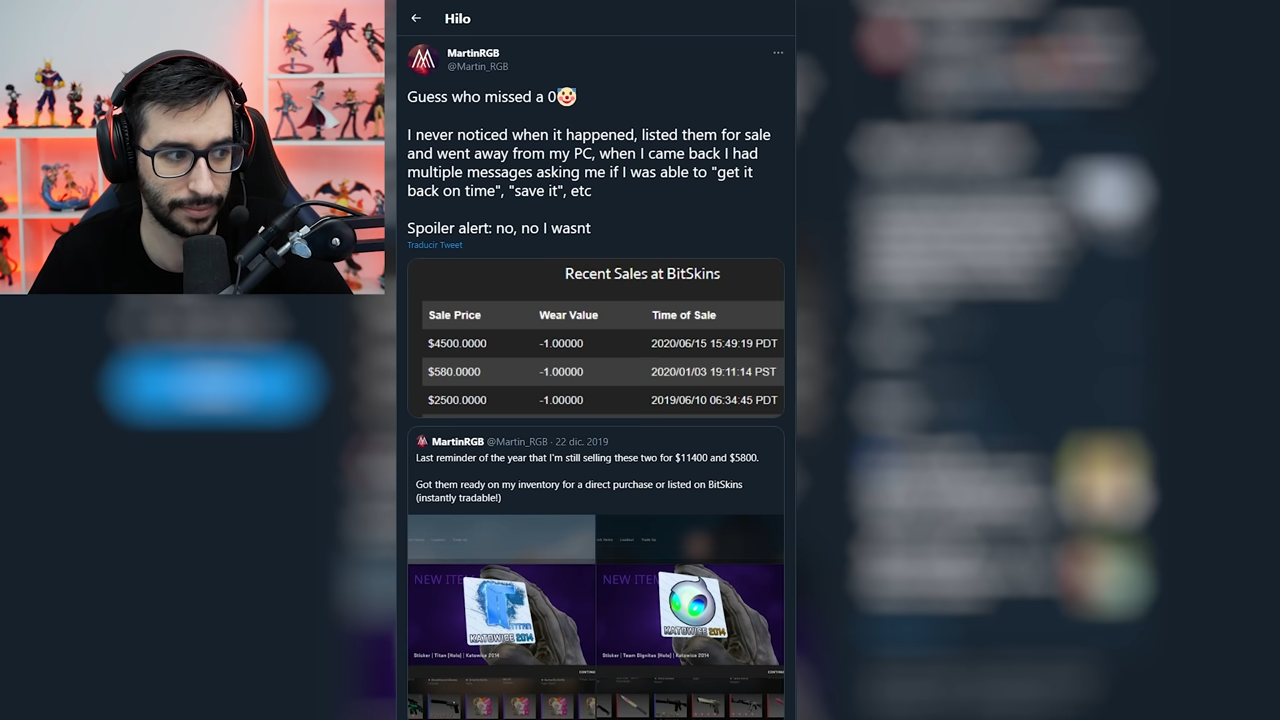 Hilo
MartinRGB
@Martin_RGB
Guess who missed a 0🤡
I never noticed when it happened, listed them for sale
and went away from my PC, when I came back I had
multiple messages asking me if I was able to "get it
back on time", "save it", etc
Spoiler alert: no, no I wasnt
Traducir Tweet
Recent Sales at BitSkins
Sale Price Wear Value Time of Sale
$4500.0000 -1.00000 2020/06/15 15:49:19 PDT
$580.0000 -1.00000 2020/01/03 19:11:14 PST
$2500.0000 -1.00000 2019/06/10 06:34:45 PDT
MartinRGB @Martin_RGB · 22 dic. 2019
Last reminder of the year that I'm still selling these two for $11400 and $5800.
Got them ready on my inventory for a direct purchase or listed on BitSkins
(instantly tradable!)
NEW ITE NEW ITEM
TITAN
KATOWICE 2014 KATOWICE 2014
Sticker | Titan (Holo) | Katowice 2014 Sticker | Team Dignitas (Holo) | Katowice 2014